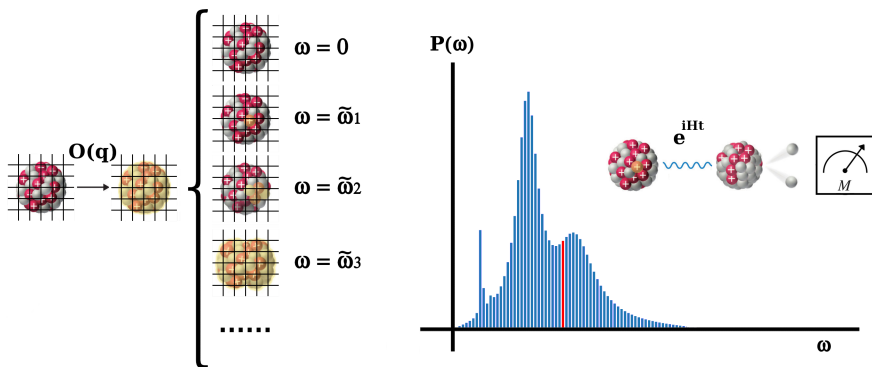 O(q)
ω = 0
ω = ω̃1
ω = ω̃2
ω = ω̃3
......
P(ω)
e^iHt
M
ω